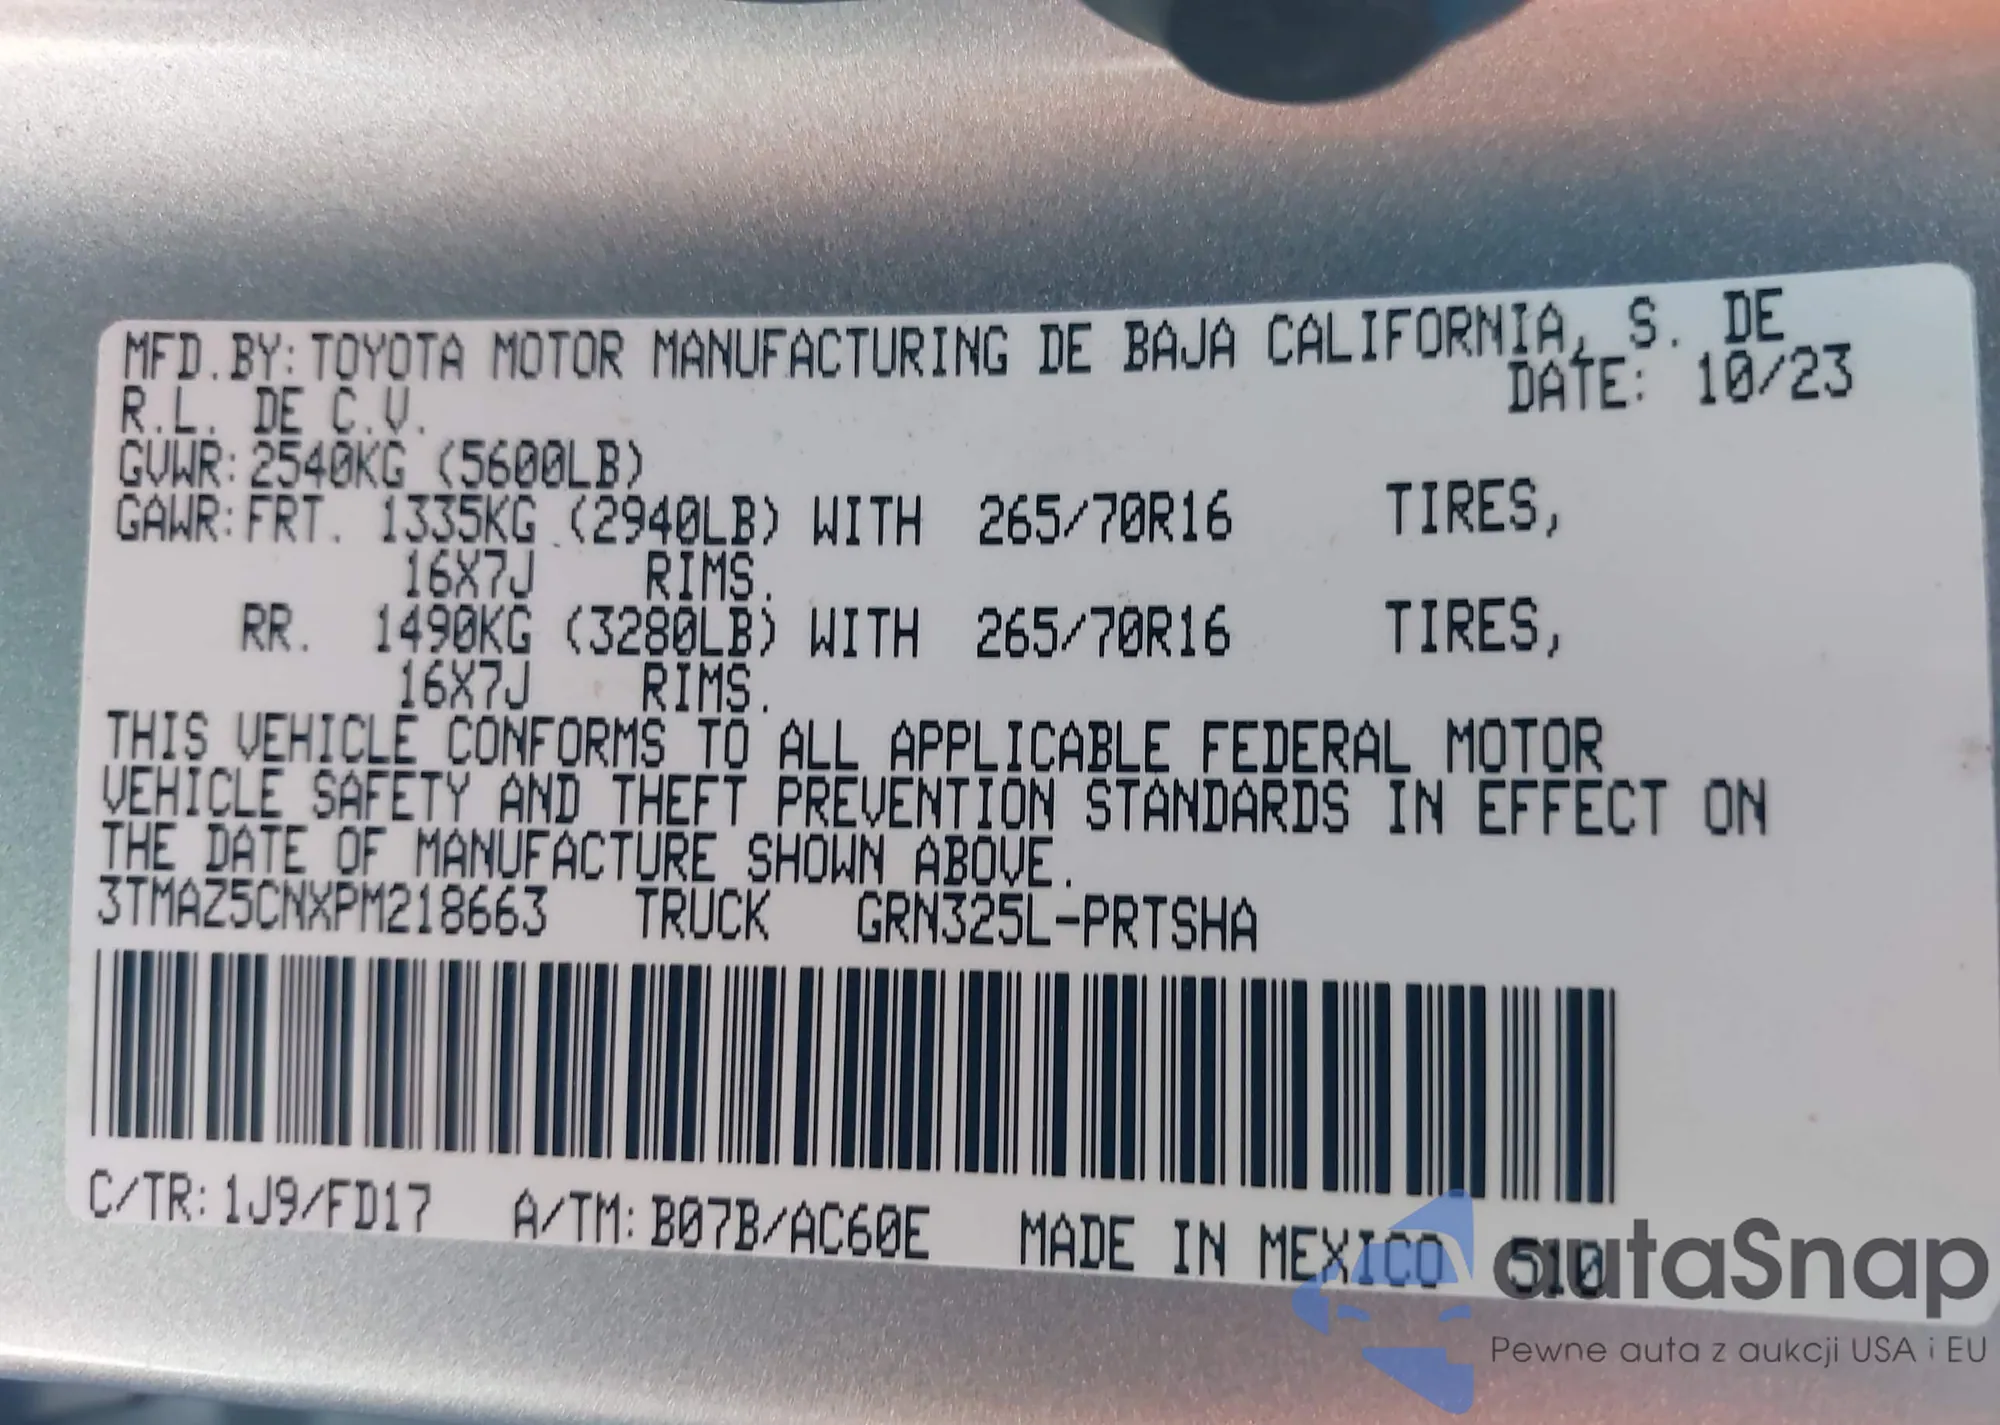 MFD.BY:TOYOTA MOTOR MANUFACTURING DE BAJA CALIFORNIA, S. DE
R.L. DE C.V. DATE: 10/23
GVWR:2540KG (5600LB)
GAWR:FRT. 1335KG (2940LB) WITH 265/70R16 TIRES,
16X7J RIMS.
RR. 1490KG (3280LB) WITH 265/70R16 TIRES,
16X7J RIMS.
THIS VEHICLE CONFORMS TO ALL APPLICABLE FEDERAL MOTOR
VEHICLE SAFETY AND THEFT PREVENTION STANDARDS IN EFFECT ON
THE DATE OF MANUFACTURE SHOWN ABOVE.
3TMAZ5CNXPM218663 TRUCK GRN325L-PRTSHA
C/TR:1J9/FD17 A/TM:B07B/AC60E MADE IN MEXICO 510
autaSnap
Pewne auta z aukcji USA i EU